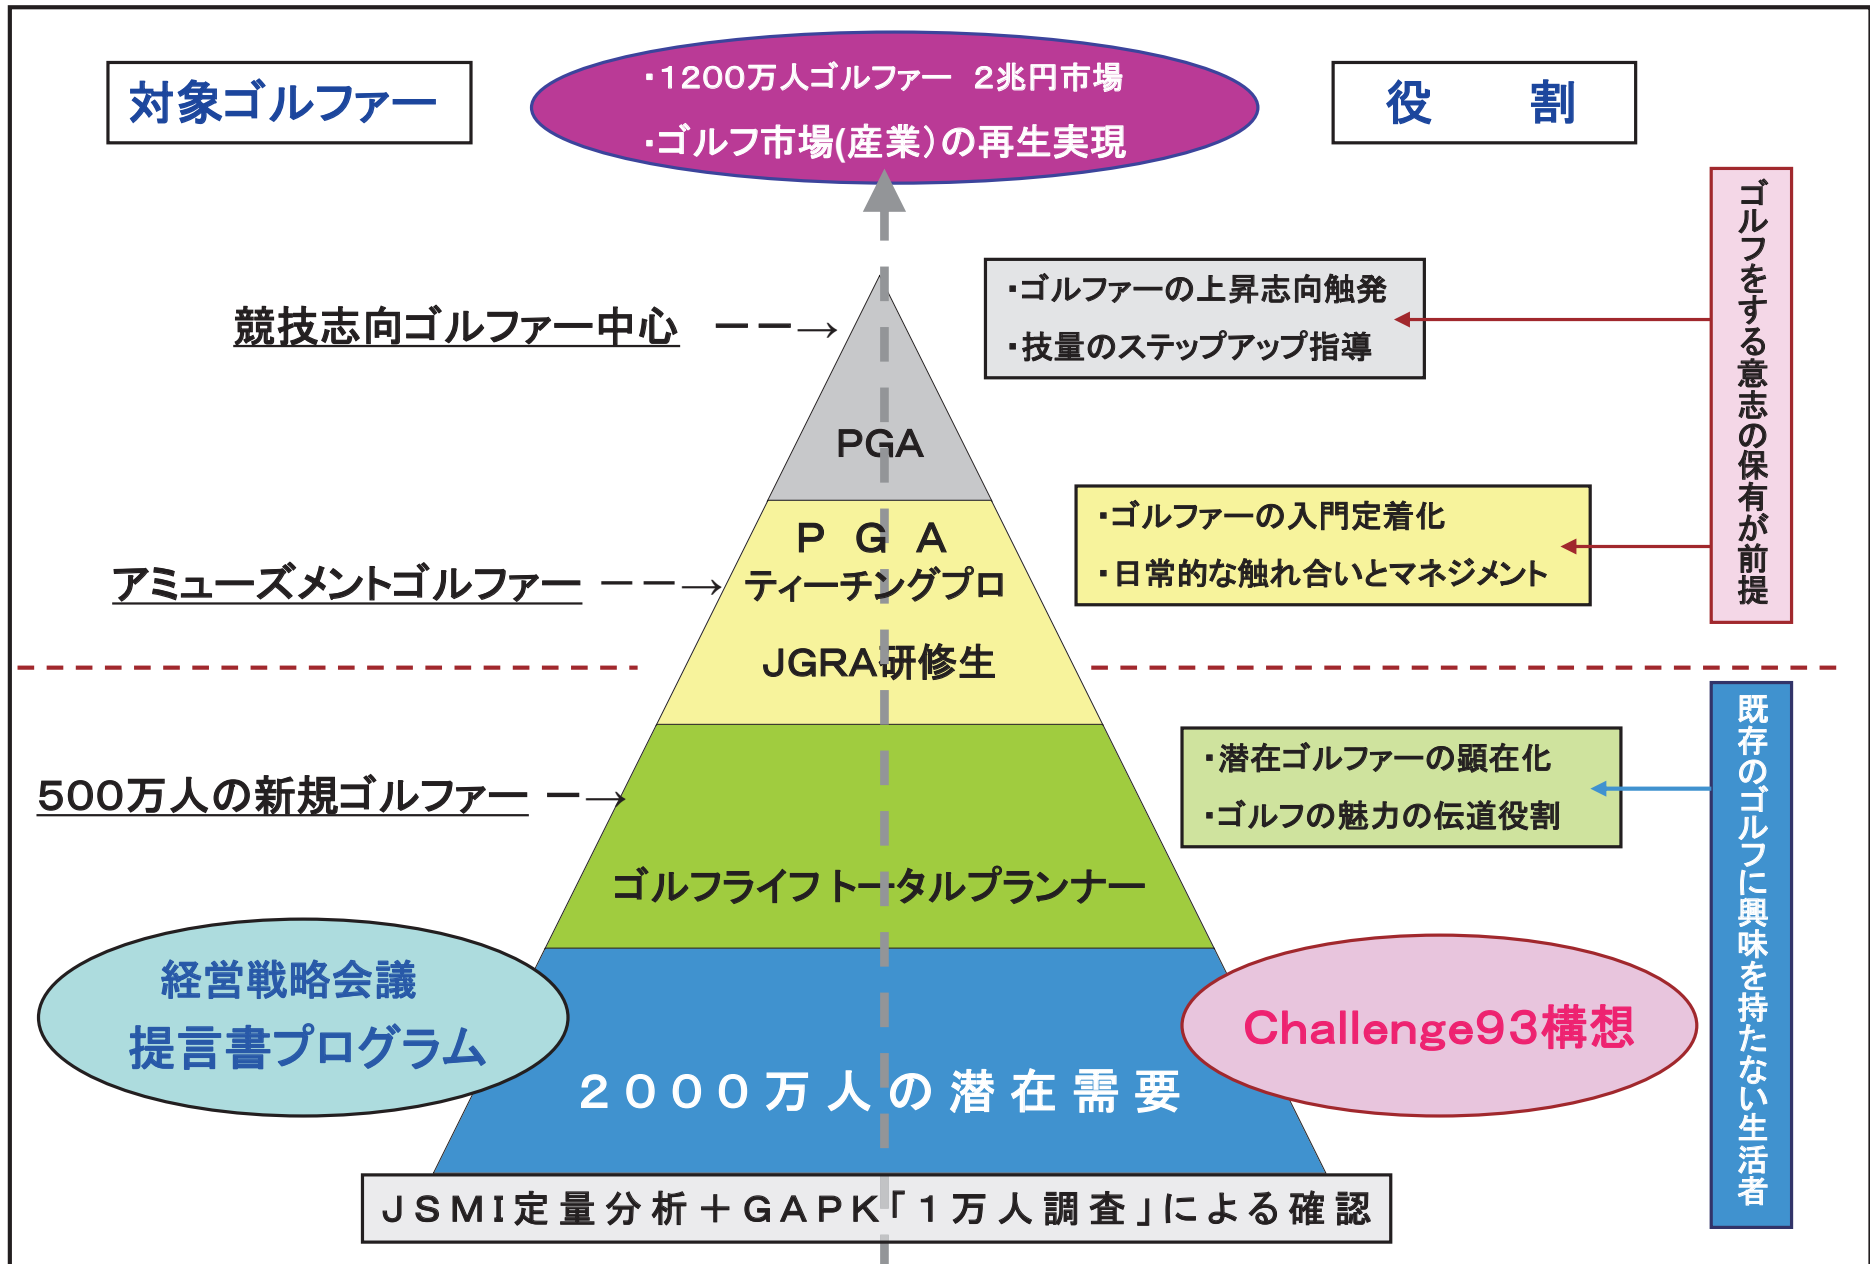 対象ゴルファー
・1200万人ゴルファー 2兆円市場
・ゴルフ市場(産業)の再生実現
役 割
競技志向ゴルファー中心 ーー→
・ゴルファーの上昇志向触発
・技量のステップアップ指導
PGA
アミューズメントゴルファー ーーー→
P G A
ティーチングプロ
JGRA研修生
・ゴルファーの入門定着化
・日常的な触れ合いとマネジメント
ゴルフをする意志の保有が前提
500万人の新規ゴルファー ー→
・潜在ゴルファーの顕在化
・ゴルフの魅力の伝道役割
ゴルフライフトータルプランナー
既存のゴルフに興味を持たない生活者
経営戦略会議
提言書プログラム
Challenge93構想
2000万人の潜在需要
JSMI定量分析+GAPK「1万人調査」による確認